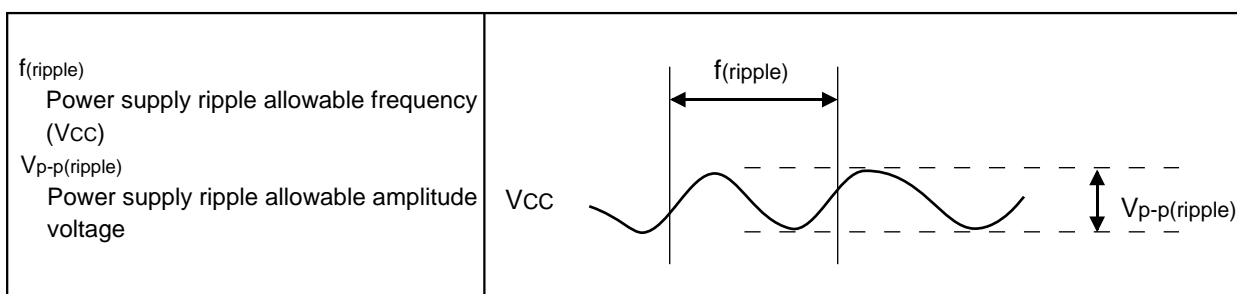 f(ripple)
Power supply ripple allowable frequency
(VCC)
Vp-p(ripple)
Power supply ripple allowable amplitude
voltage
f(ripple)
VCC
Vp-p(ripple)